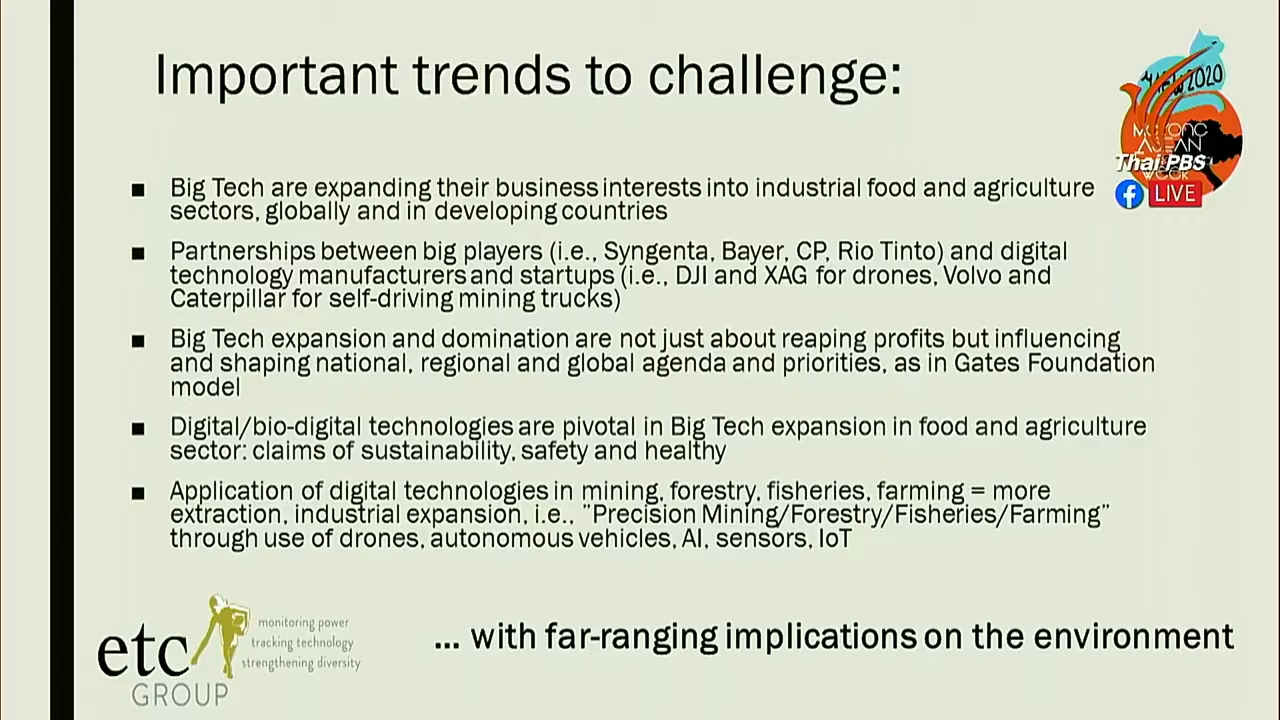 Important trends to challenge:
2020
MEKONG
ASEAN
WEEK
Thai PBS
LIVE
■ Big Tech are expanding their business interests into industrial food and agriculture
sectors, globally and in developing countries
■ Partnerships between big players (i.e., Syngenta, Bayer, CP, Rio Tinto) and digital
technology manufacturers and startups (i.e., DJI and XAG for drones, Volvo and
Caterpillar for self-driving mining trucks)
■ Big Tech expansion and domination are not just about reaping profits but influencing
and shaping national, regional and global agenda and priorities, as in Gates Foundation
model
■ Digital/bio-digital technologies are pivotal in Big Tech expansion in food and agriculture
sector: claims of sustainability, safety and healthy
■ Application of digital technologies in mining, forestry, fisheries, farming = more
extraction, industrial expansion, i.e., "Precision Mining/Forestry/Fisheries/Farming"
through use of drones, autonomous vehicles, AI, sensors, IoT
etc
GROUP
monitoring power
tracking technology
strengthening diversity
... with far-ranging implications on the environment